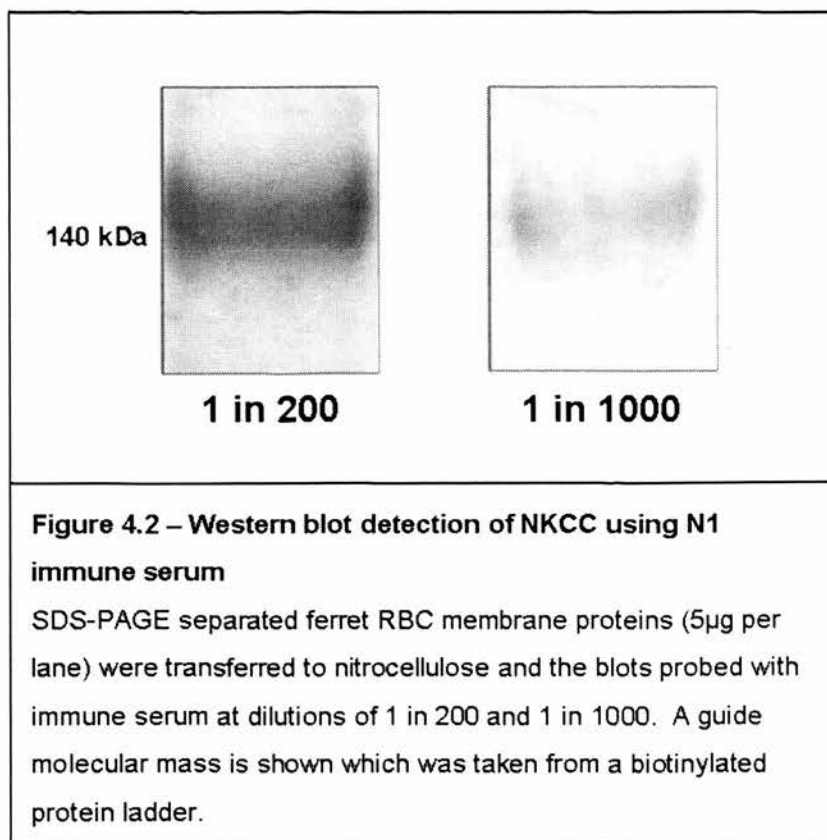 140 kDa
1 in 200
1 in 1000
Figure 4.2 – Western blot detection of NKCC using N1
immune serum
SDS-PAGE separated ferret RBC membrane proteins (5µg per
lane) were transferred to nitrocellulose and the blots probed with
immune serum at dilutions of 1 in 200 and 1 in 1000. A guide
molecular mass is shown which was taken from a biotinylated
protein ladder.